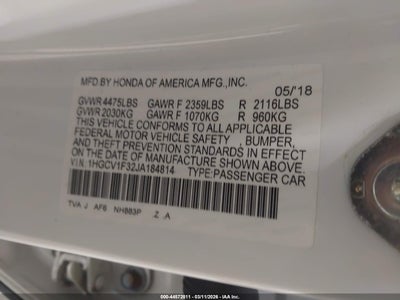 MFD.BY HONDA OF AMERICA MFG.,INC. 05/'18
GVWR 4475LBS GAWR F 2359LBS R 2116LBS
GVWR 2030KG GAWR F 1070KG R 960KG
THIS VEHICLE CONFORMS TO ALL APPLICABLE
FEDERAL MOTOR VEHICLE SAFETY , BUMPER,
AND THEFT PREVENTION STANDARDS IN EFFECT
ON THE DATE OF MANUFACTURE SHOWN ABOVE.
V.I.N:1HGCV1F32JA184814 TYPE:PASSENGER CAR
TVA J AF6 NH883P Z A
000-44572811 - 03/11/2026 - IAA Inc.